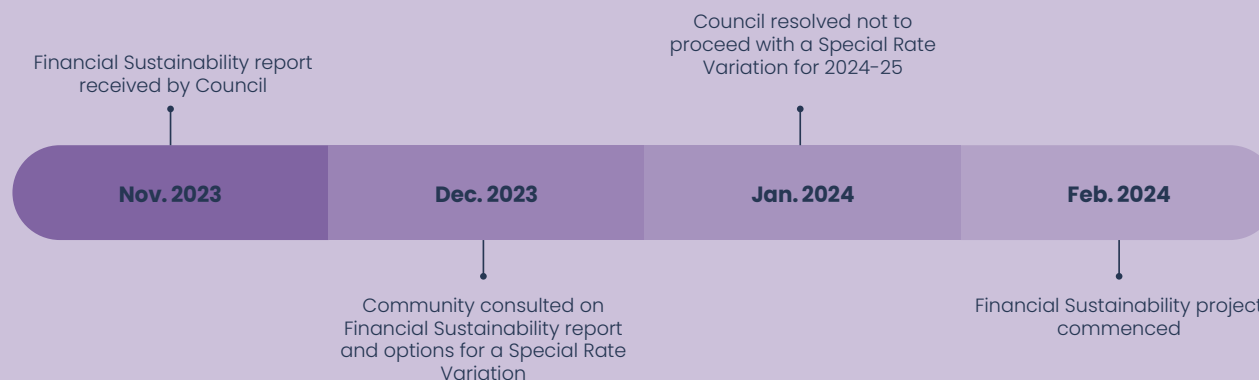 Financial Sustainability report
received by Council
Council resolved not to
proceed with a Special Rate
Variation for 2024-25
Nov. 2023
Dec. 2023
Jan. 2024
Feb. 2024
Community consulted on
Financial Sustainability report
and options for a Special Rate
Variation
Financial Sustainability project
commenced